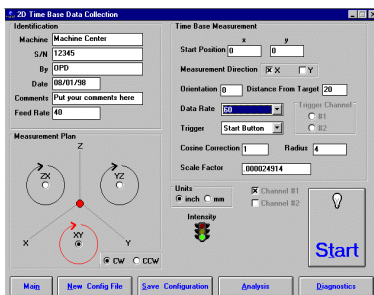 2D Time Base Data Collection
Identification
Machine Machine Center
S/N 12345
By OPD
Date 08/01/98
Comments Put your comments here
Feed Rate 40
Measurement Plan
Z
ZX
YZ
X
XY
Y
CW CCW
Time Base Measurement
x y
Start Position 0 0
Measurement Direction X Y
Orientation 0 Distance From Target 20
Data Rate 60
Trigger Channel
#1
Trigger Start Button
#2
Cosine Correction 1 Radius 4
Scale Factor .000024914
Units
inch mm
Channel #1
Channel #2
Intensity
Start
Main New Config File Save Configuration Analysis Diagnostics